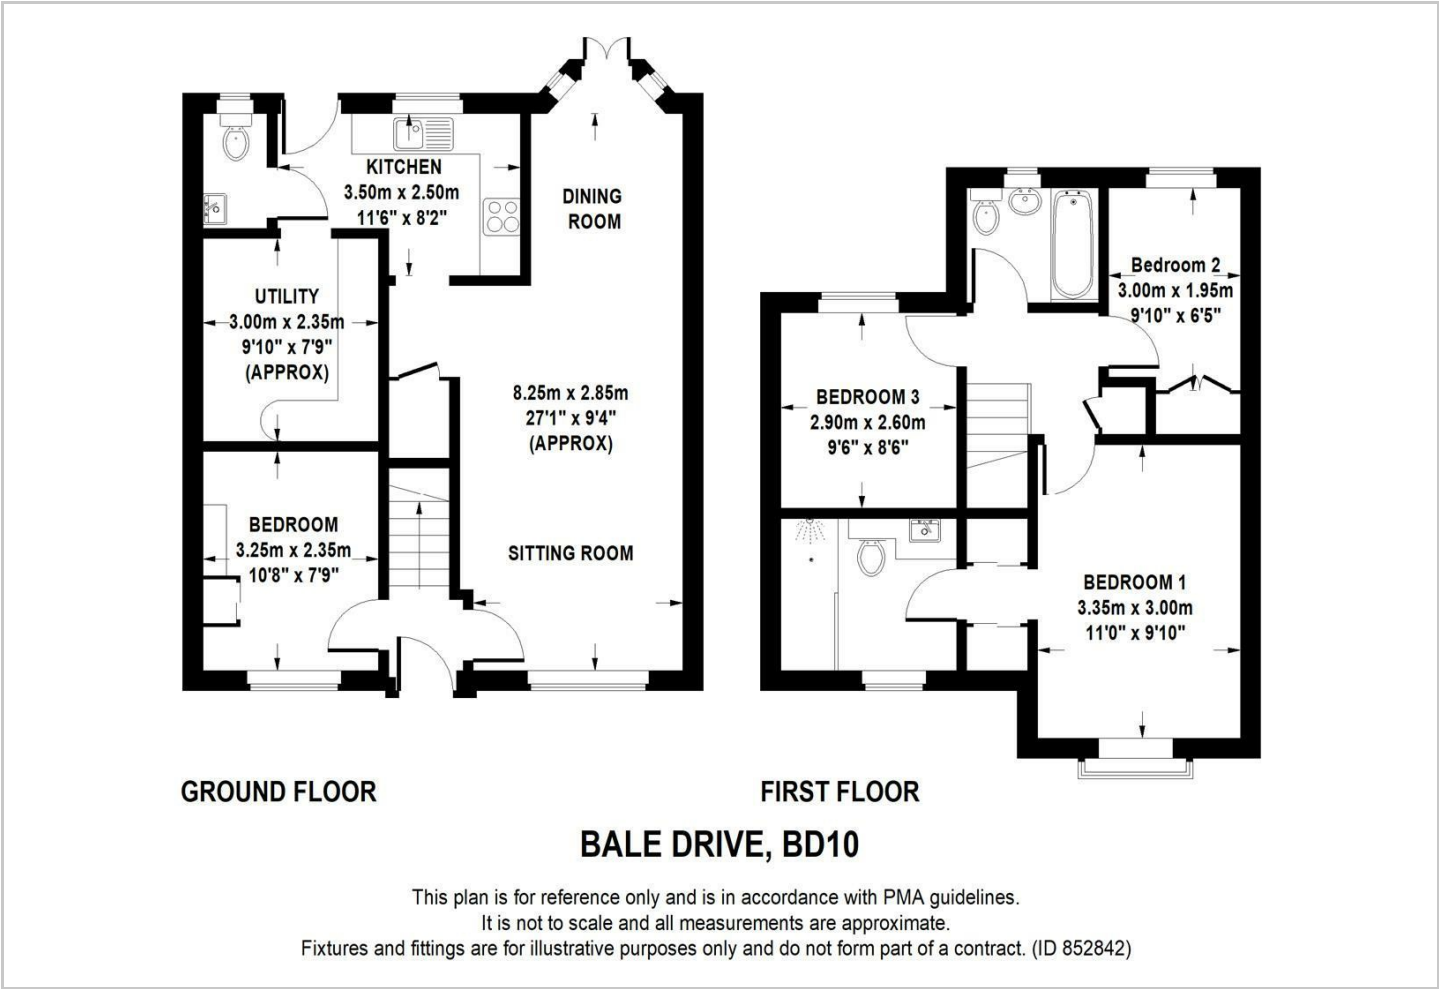 KITCHEN
3.50m x 2.50m
11'6" x 8'2"
DINING
ROOM
UTILITY
3.00m x 2.35m
9'10" x 7'9"
(APPROX)
8.25m x 2.85m
27'1" x 9'4"
(APPROX)
BEDROOM
3.25m x 2.35m
10'8" x 7'9"
SITTING ROOM
Bedroom 2
3.00m x 1.95m
9'10" x 6'5"
BEDROOM 3
2.90m x 2.60m
9'6" x 8'6"
BEDROOM 1
3.35m x 3.00m
11'0" x 9'10"
GROUND FLOOR
FIRST FLOOR
BALE DRIVE, BD10
This plan is for reference only and is in accordance with PMA guidelines.
It is not to scale and all measurements are approximate.
Fixtures and fittings are for illustrative purposes only and do not form part of a contract. (ID 852842)